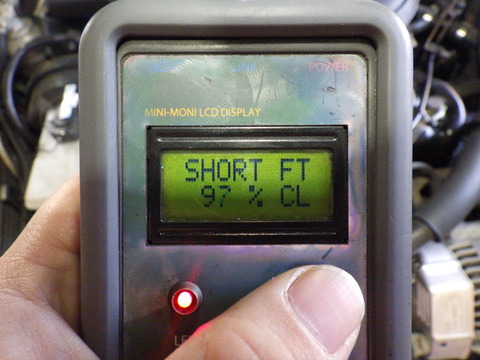 POWER
MINI-MONI LCD DISPLAY
SHORT FT
97 % CL